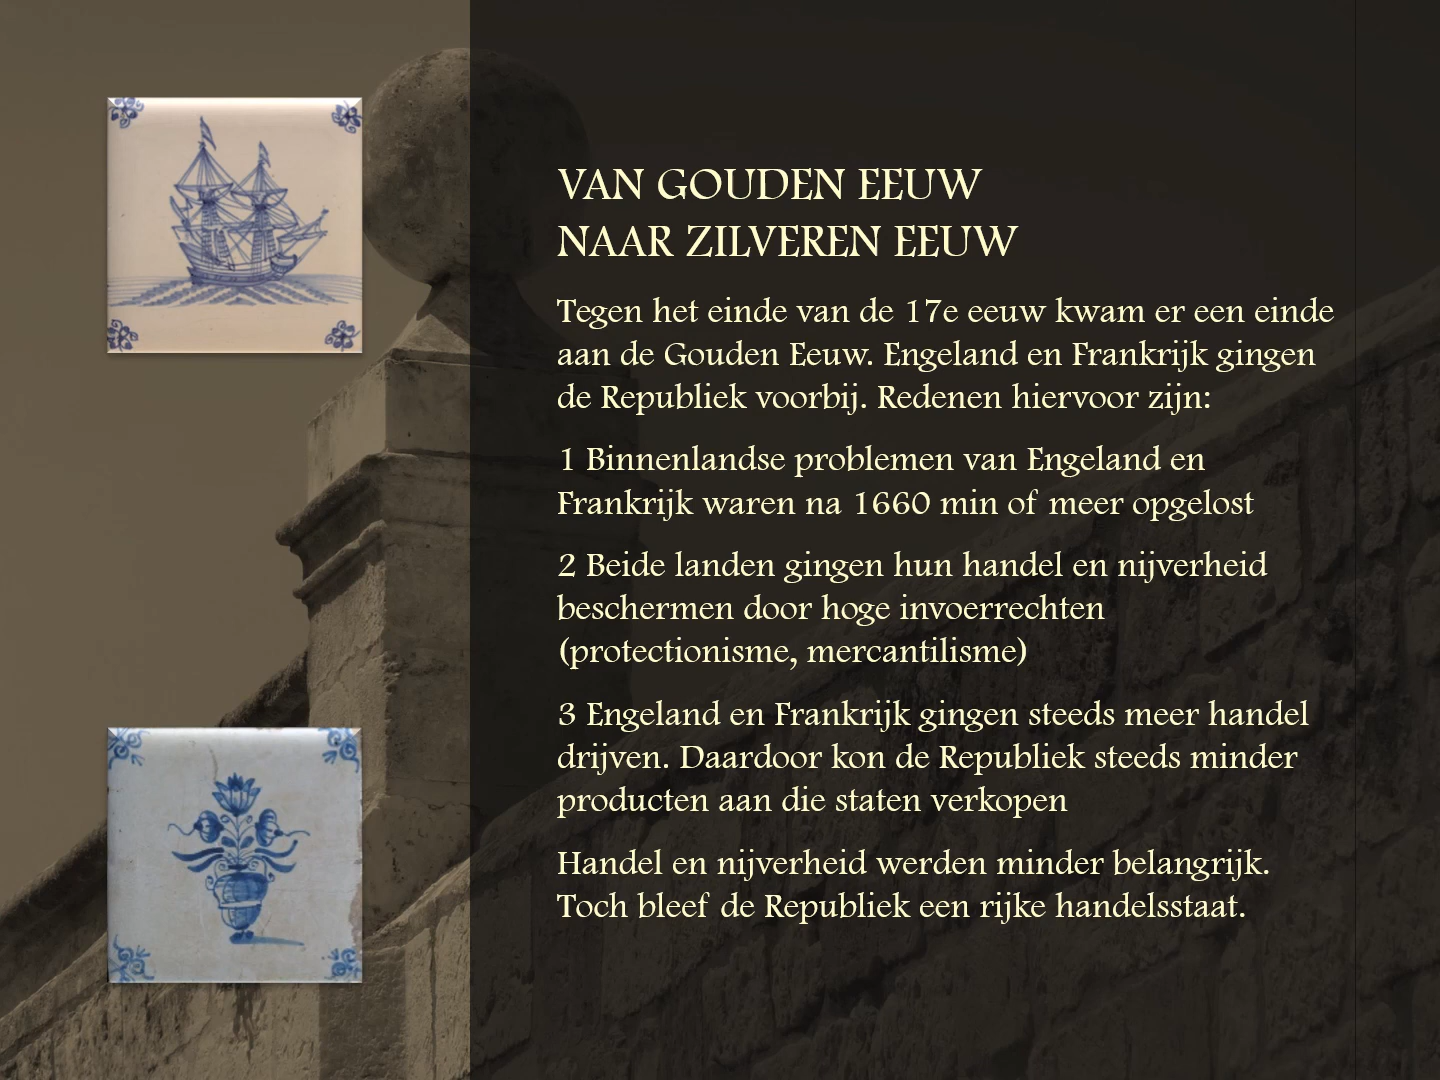 VAN GOUDEN EEUW
NAAR ZILVEREN EEUW
Tegen het einde van de 17e eeuw kwam er een einde
aan de Gouden Eeuw. Engeland en Frankrijk gingen
de Republiek voorbij. Redenen hiervoor zijn:
1 Binnenlandse problemen van Engeland en
Frankrijk waren na 1660 min of meer opgelost
2 Beide landen gingen hun handel en nijverheid
beschermen door hoge invoerrechten
(protectionisme, mercantilisme)
3 Engeland en Frankrijk gingen steeds meer handel
drijven. Daardoor kon de Republiek steeds minder
producten aan die staten verkopen
Handel en nijverheid werden minder belangrijk.
Toch bleef de Republiek een rijke handelsstaat.